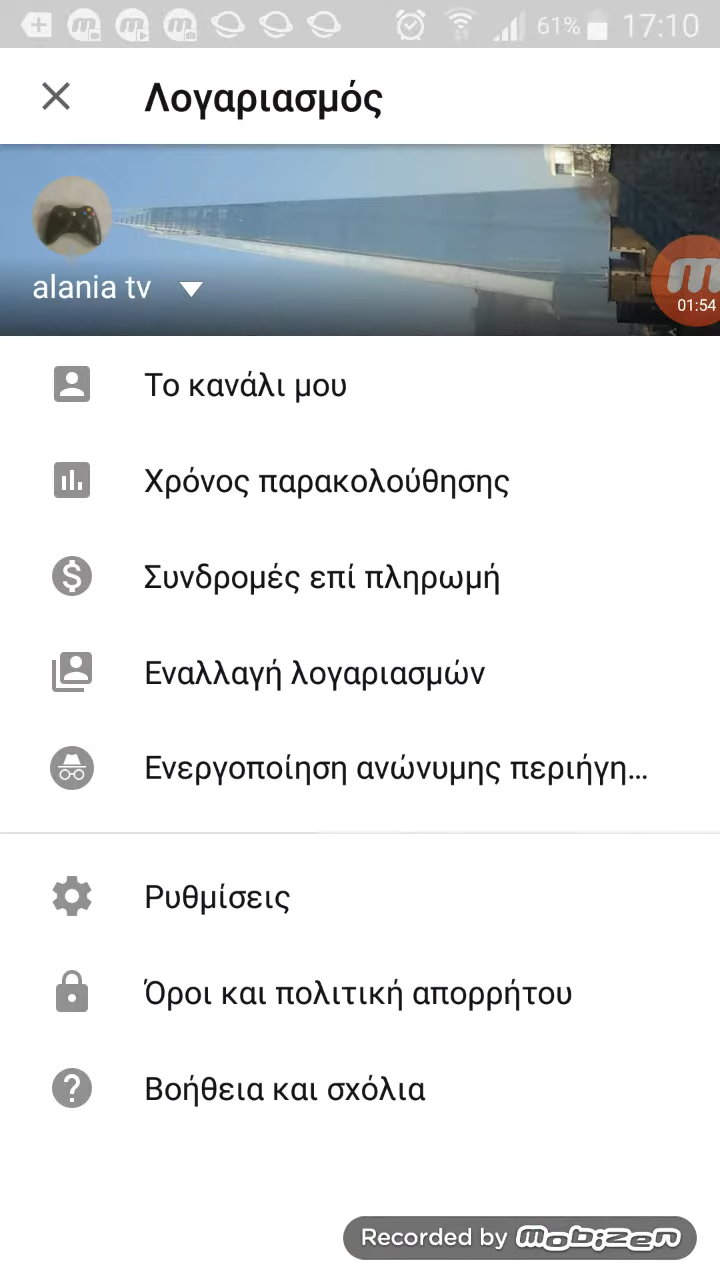 61% 17:10
Λογαριασμός
alania tv
01:54
Το κανάλι μου
Χρόνος παρακολούθησης
Συνδρομές επί πληρωμή
Εναλλαγή λογαριασμών
Ενεργοποίηση ανώνυμης περιήγη...
Ρυθμίσεις
Όροι και πολιτική απορρήτου
Βοήθεια και σχόλια
Recorded by mobizen